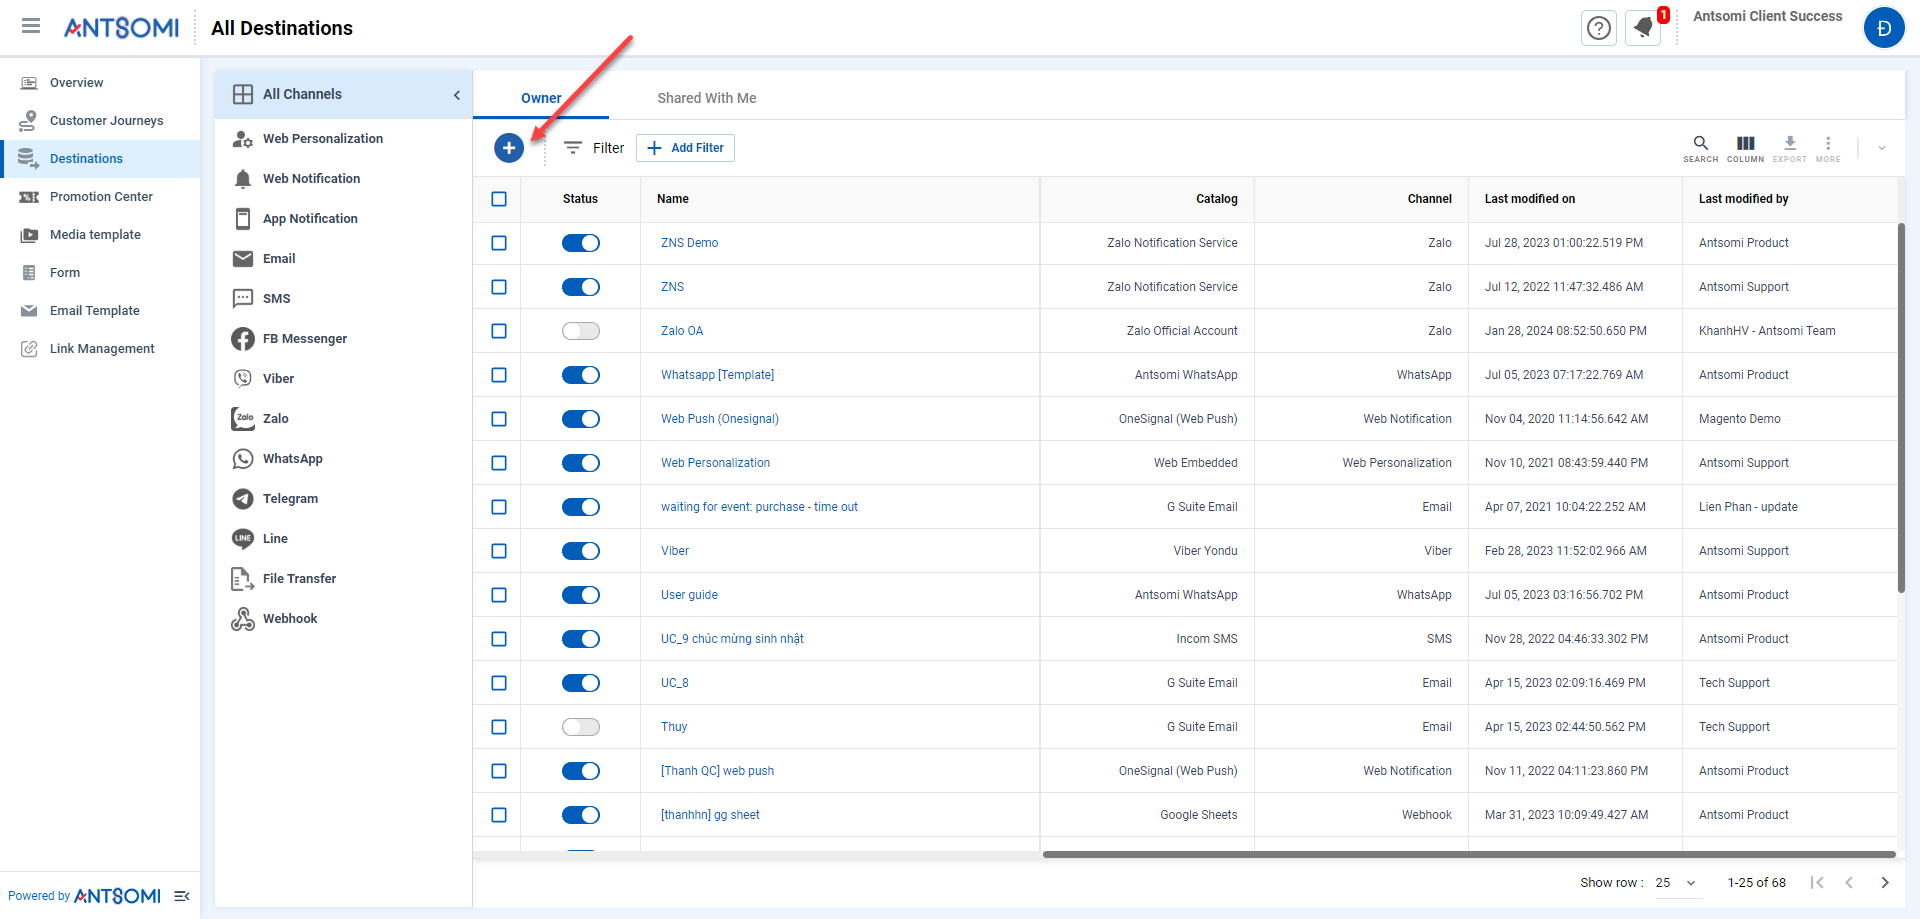 ANTSOMI
All Destinations
1
Antsomi Client Success
Đ
Overview
Customer Journeys
Destinations
Promotion Center
Media template
Form
Email Template
Link Management
Powered by ANTSOMI
All Channels
Web Personalization
Web Notification
App Notification
Email
SMS
FB Messenger
Viber
Zalo
Zalo
WhatsApp
Telegram
LINE
Line
File Transfer
Webhook
Owner
Shared With Me
Filter
Add Filter
SEARCH
COLUMN
EXPORT
MORE
Status Name Catalog Channel Last modified on Last modified by
ZNS Demo Zalo Notification Service Zalo Jul 28, 2023 01:00:22.519 PM Antsomi Product
ZNS Zalo Notification Service Zalo Jul 12, 2022 11:47:32.486 AM Antsomi Support
Zalo OA Zalo Official Account Zalo Jan 28, 2024 08:52:50.650 PM KhanhHV - Antsomi Team
Whatsapp [Template] Antsomi WhatsApp WhatsApp Jul 05, 2023 07:17:22.769 AM Antsomi Product
Web Push (Onesignal) OneSignal (Web Push) Web Notification Nov 04, 2020 11:14:56.642 AM Magento Demo
Web Personalization Web Embedded Web Personalization Nov 10, 2021 08:43:59.440 PM Antsomi Support
waiting for event: purchase - time out G Suite Email Email Apr 07, 2021 10:04:22.252 AM Lien Phan - update
Viber Viber Yondu Viber Feb 28, 2023 11:52:02.966 AM Antsomi Support
User guide Antsomi WhatsApp WhatsApp Jul 05, 2023 03:16:56.702 PM Antsomi Product
UC_9 chúc mừng sinh nhật Incom SMS SMS Nov 28, 2022 04:46:33.302 PM Antsomi Product
UC_8 G Suite Email Email Apr 15, 2023 02:09:16.469 PM Tech Support
Thuy G Suite Email Email Apr 15, 2023 02:44:50.562 PM Tech Support
[Thanh QC] web push OneSignal (Web Push) Web Notification Nov 11, 2022 04:11:23.860 PM Antsomi Product
[thanhhn] gg sheet Google Sheets Webhook Mar 31, 2023 10:09:49.427 AM Antsomi Product
Show row : 25 1-25 of 68